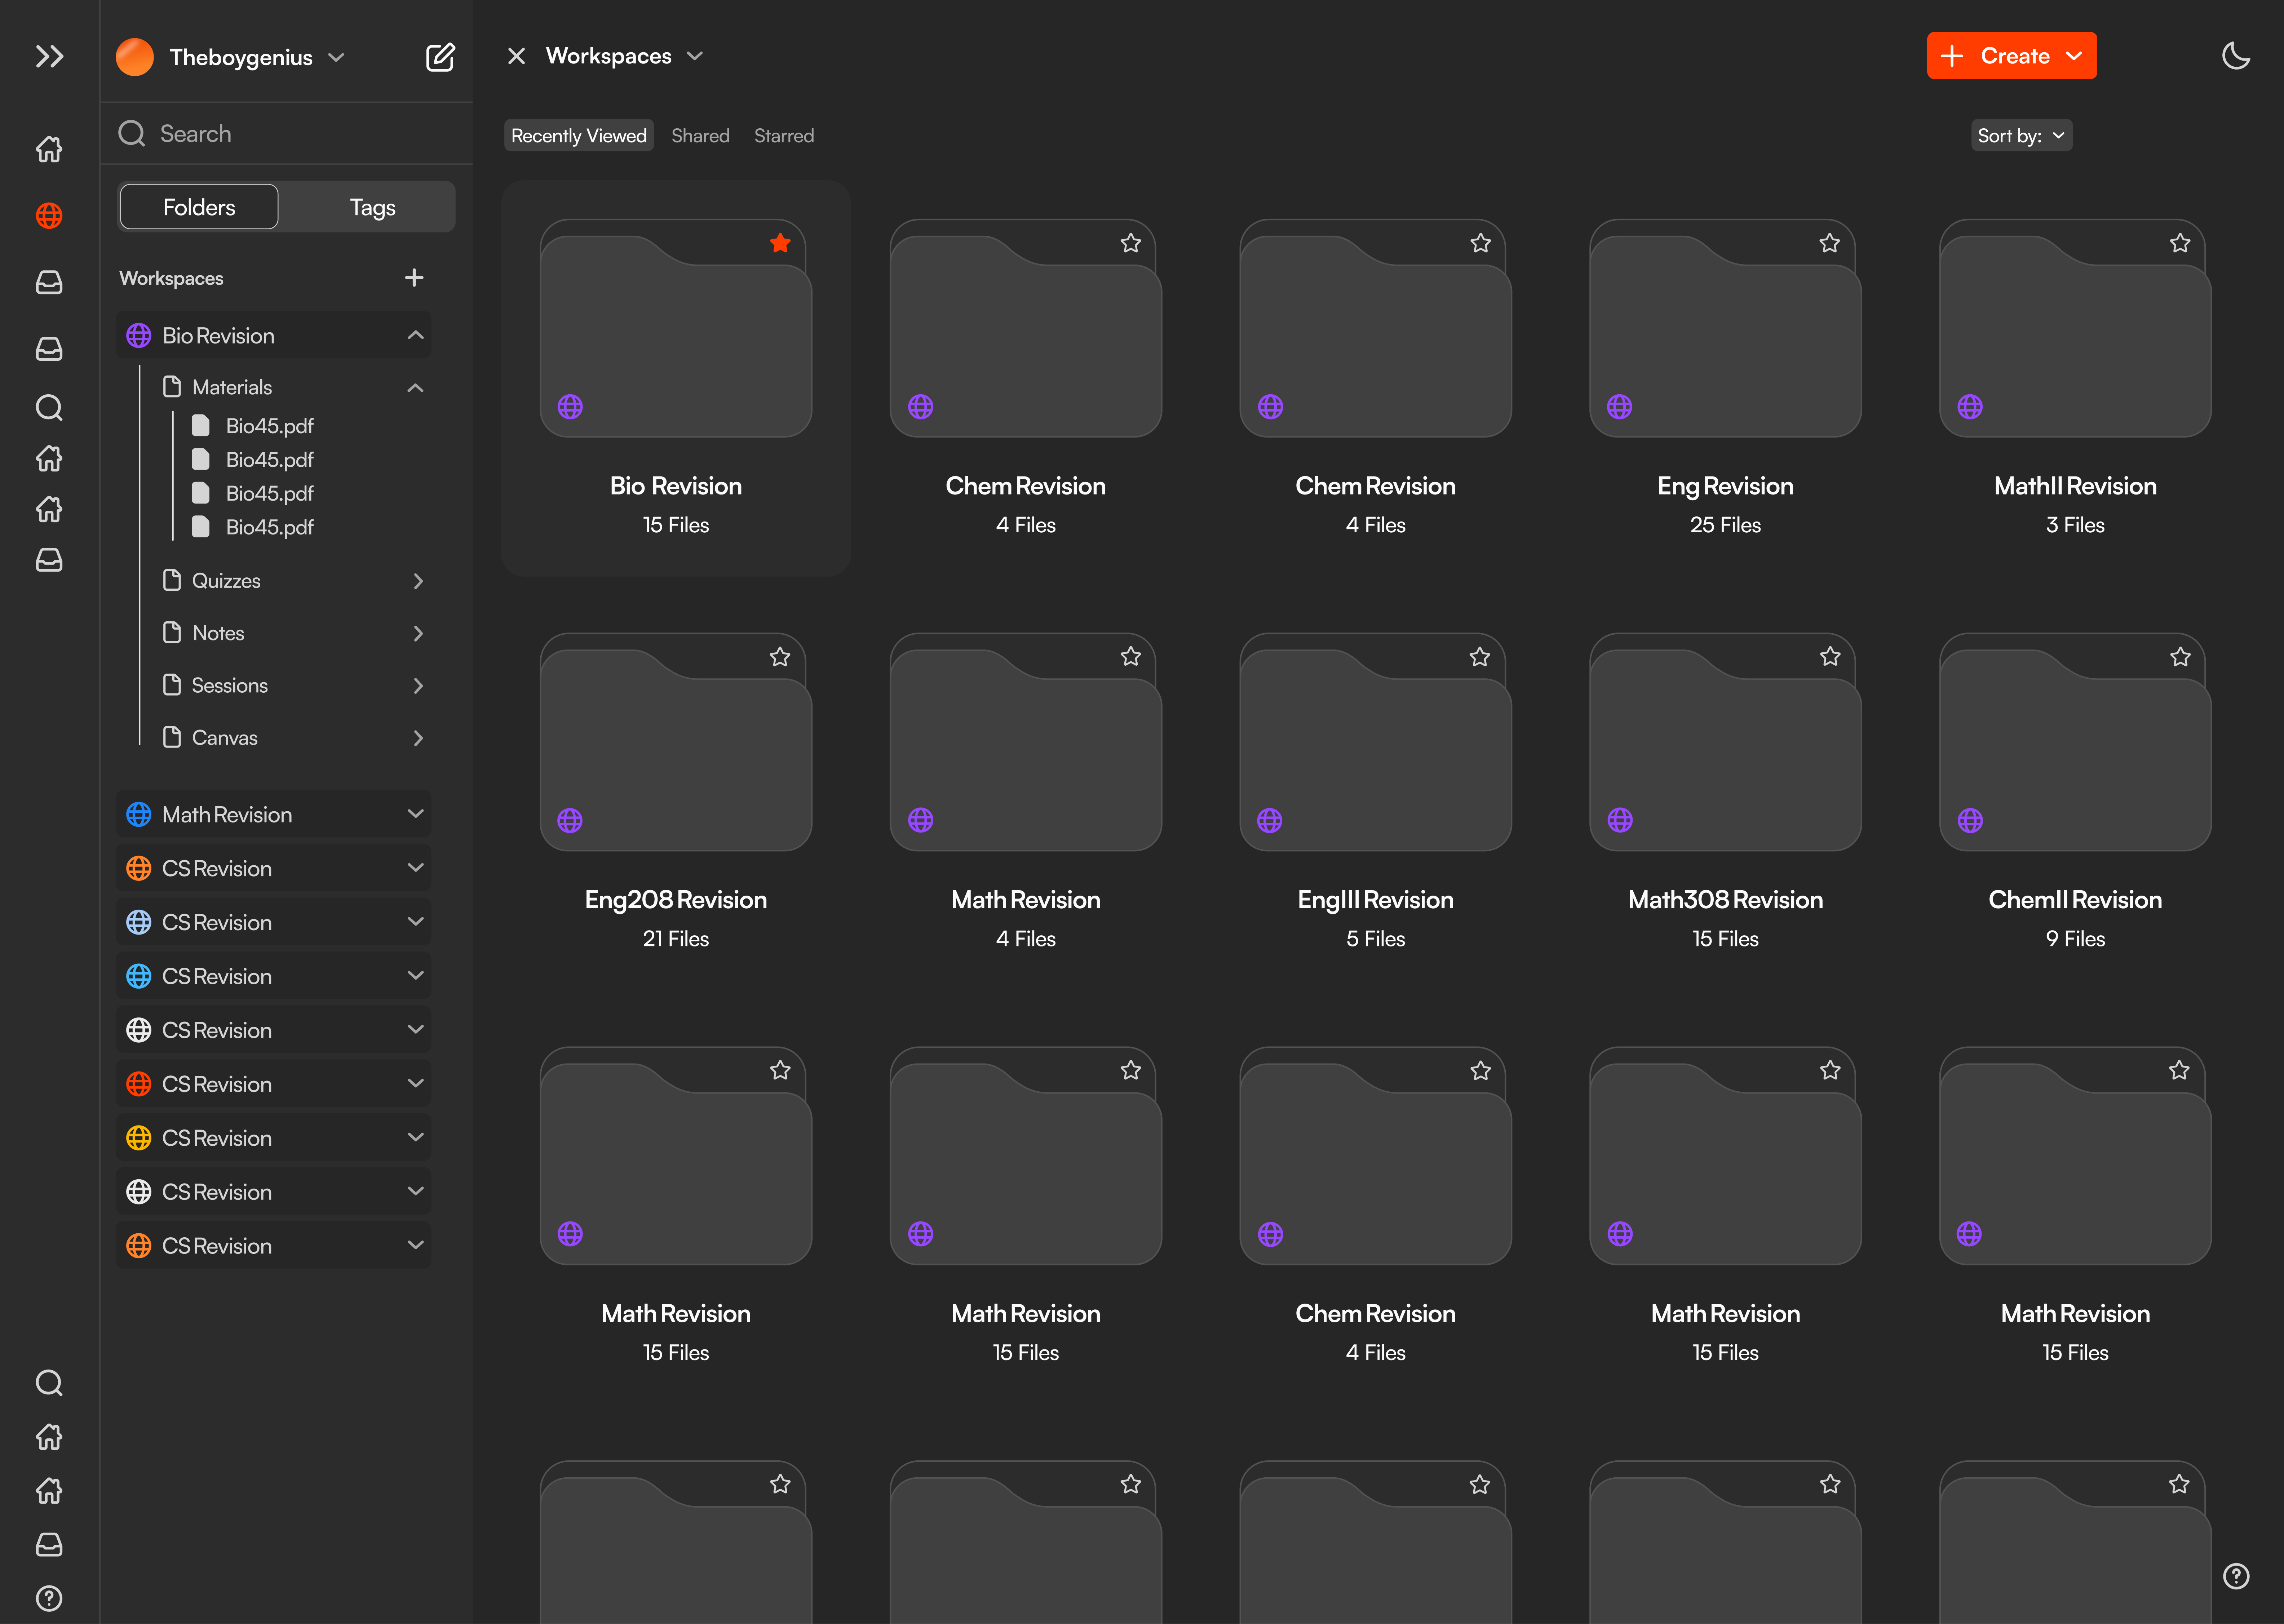 Theboygenius
Search
Folders
Tags
Workspaces
Bio Revision
Materials
Bio45.pdf
Bio45.pdf
Bio45.pdf
Bio45.pdf
Quizzes
Notes
Sessions
Canvas
Math Revision
CS Revision
CS Revision
CS Revision
CS Revision
CS Revision
CS Revision
CS Revision
CS Revision
Workspaces
Create
Recently Viewed
Shared
Starred
Sort by:
Bio Revision
15 Files
Chem Revision
4 Files
Chem Revision
4 Files
Eng Revision
25 Files
MathII Revision
3 Files
Eng208 Revision
21 Files
Math Revision
4 Files
EngIII Revision
5 Files
Math308 Revision
15 Files
ChemII Revision
9 Files
Math Revision
15 Files
Math Revision
15 Files
Chem Revision
4 Files
Math Revision
15 Files
Math Revision
15 Files